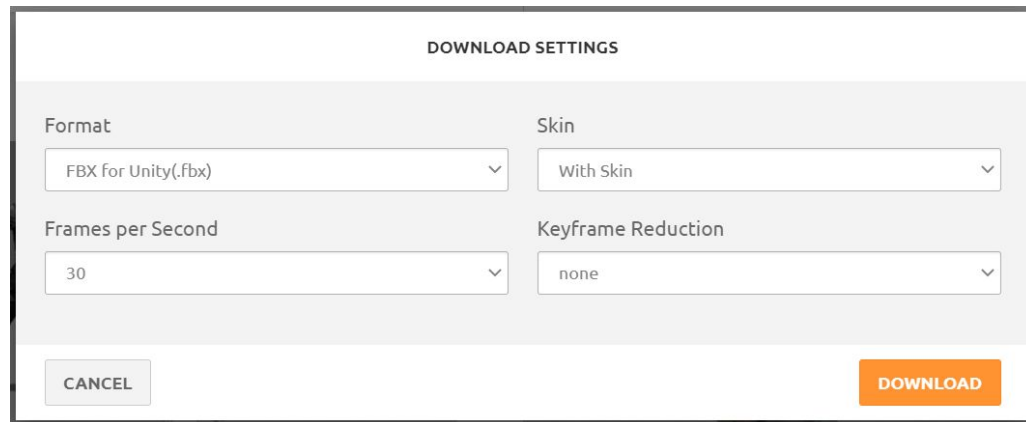 DOWNLOAD SETTINGS
Format
Skin
FBX for Unity(.fbx)
With Skin
Frames per Second
Keyframe Reduction
30
none
CANCEL
DOWNLOAD